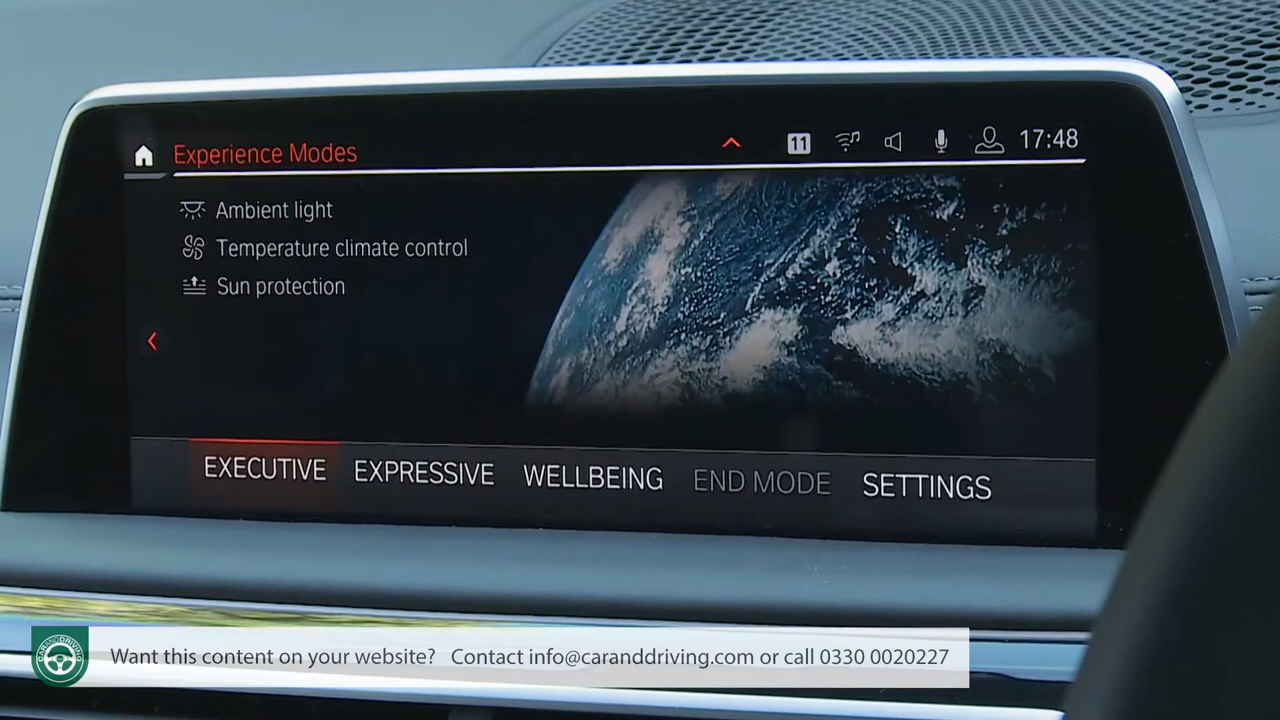 Experience Modes
11
17:48
Ambient light
Temperature climate control
Sun protection
EXECUTIVE EXPRESSIVE WELLBEING END MODE SETTINGS
CARANDDRIVING
Want this content on your website? Contact info@caranddriving.com or call 0330 0020227